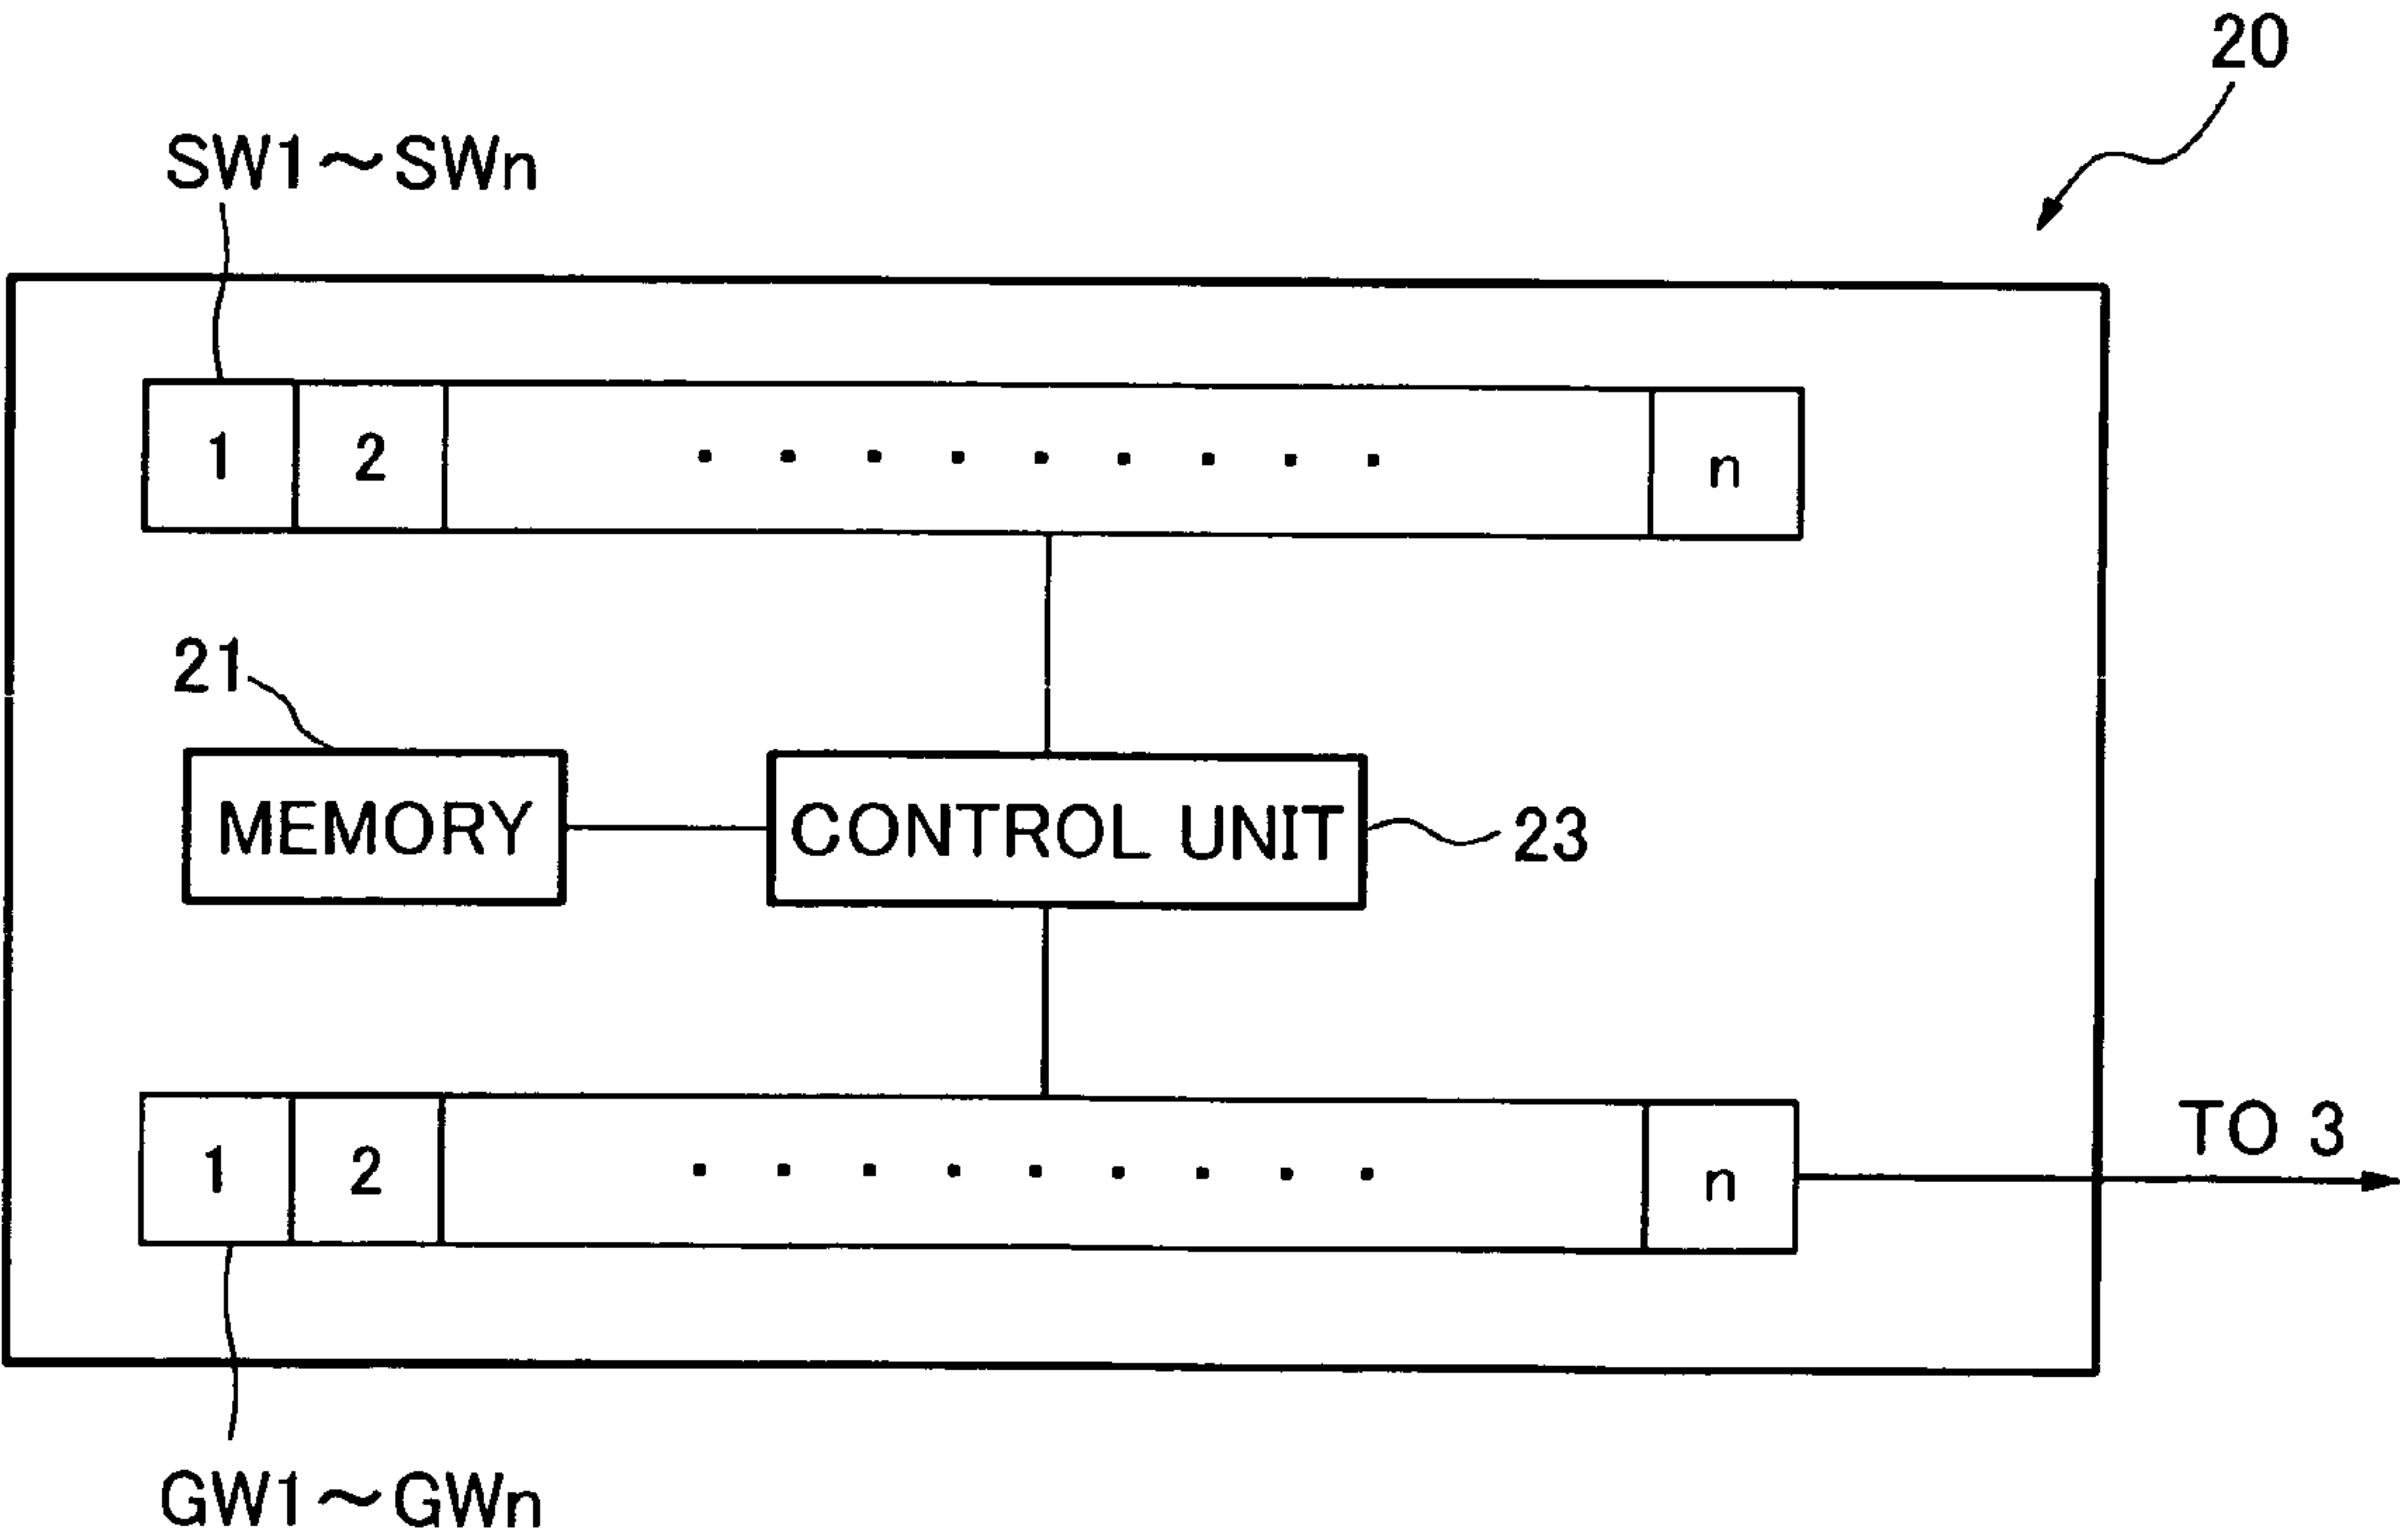 20
SW1~SWn
1 2 ········· n
21
MEMORY
CONTROL UNIT
23
TO 3
1 2 ········· n
GW1~GWn